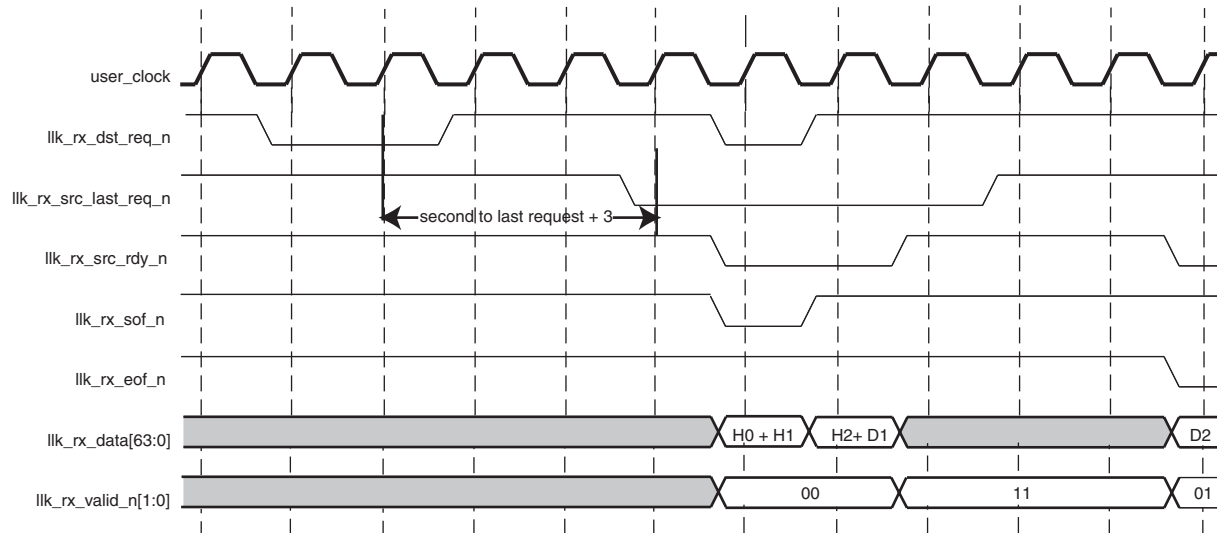 user_clock
llk_rx_dst_req_n
llk_rx_src_last_req_n
second to last request + 3
llk_rx_src_rdy_n
llk_rx_sof_n
llk_rx_eof_n
llk_rx_data[63:0] H0 + H1 H2+ D1 D2
llk_rx_valid_n[1:0] 00 11 01